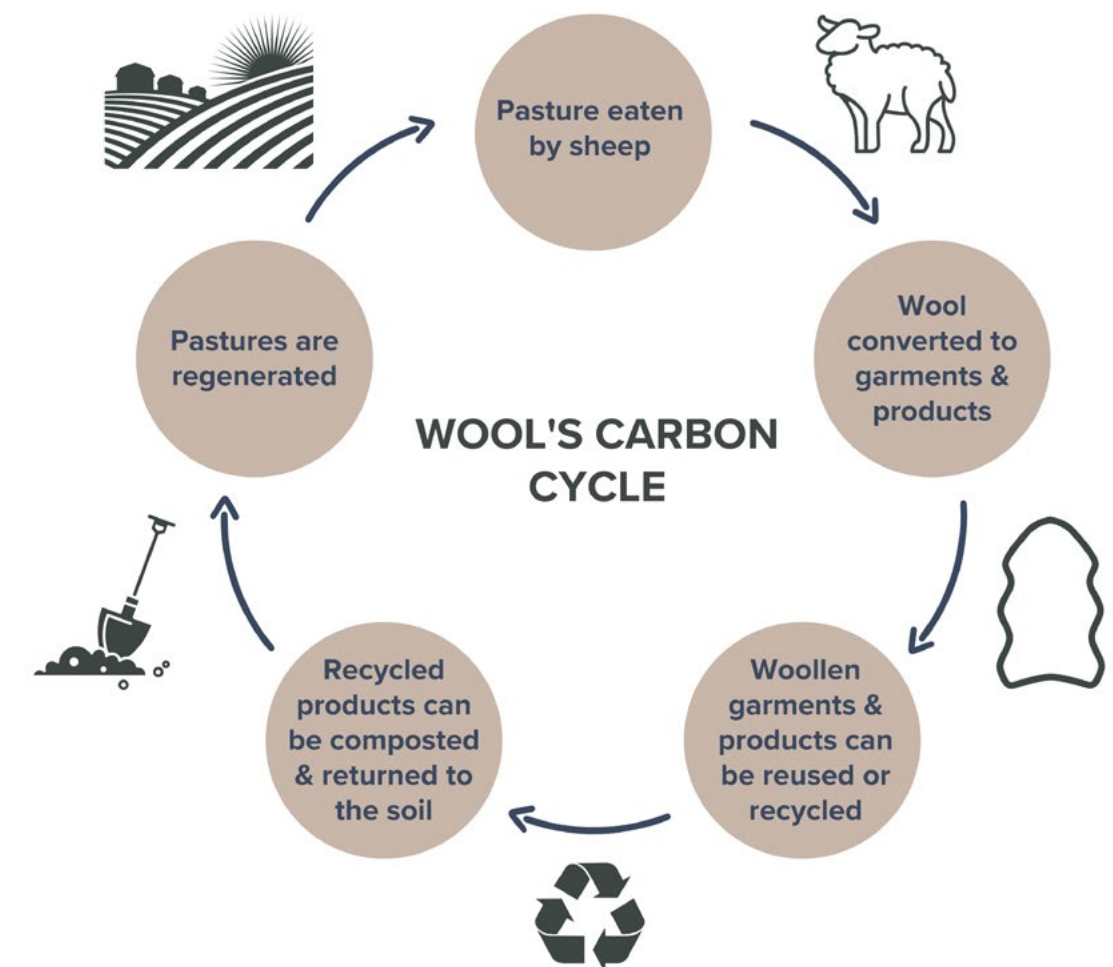 Pasture eaten
by sheep
Wool
converted to
garments &
products
Woollen
garments &
products can
be reused or
recycled
Recycled
products can
be composted
& returned to
the soil
Pastures are
regenerated
WOOL'S CARBON
CYCLE